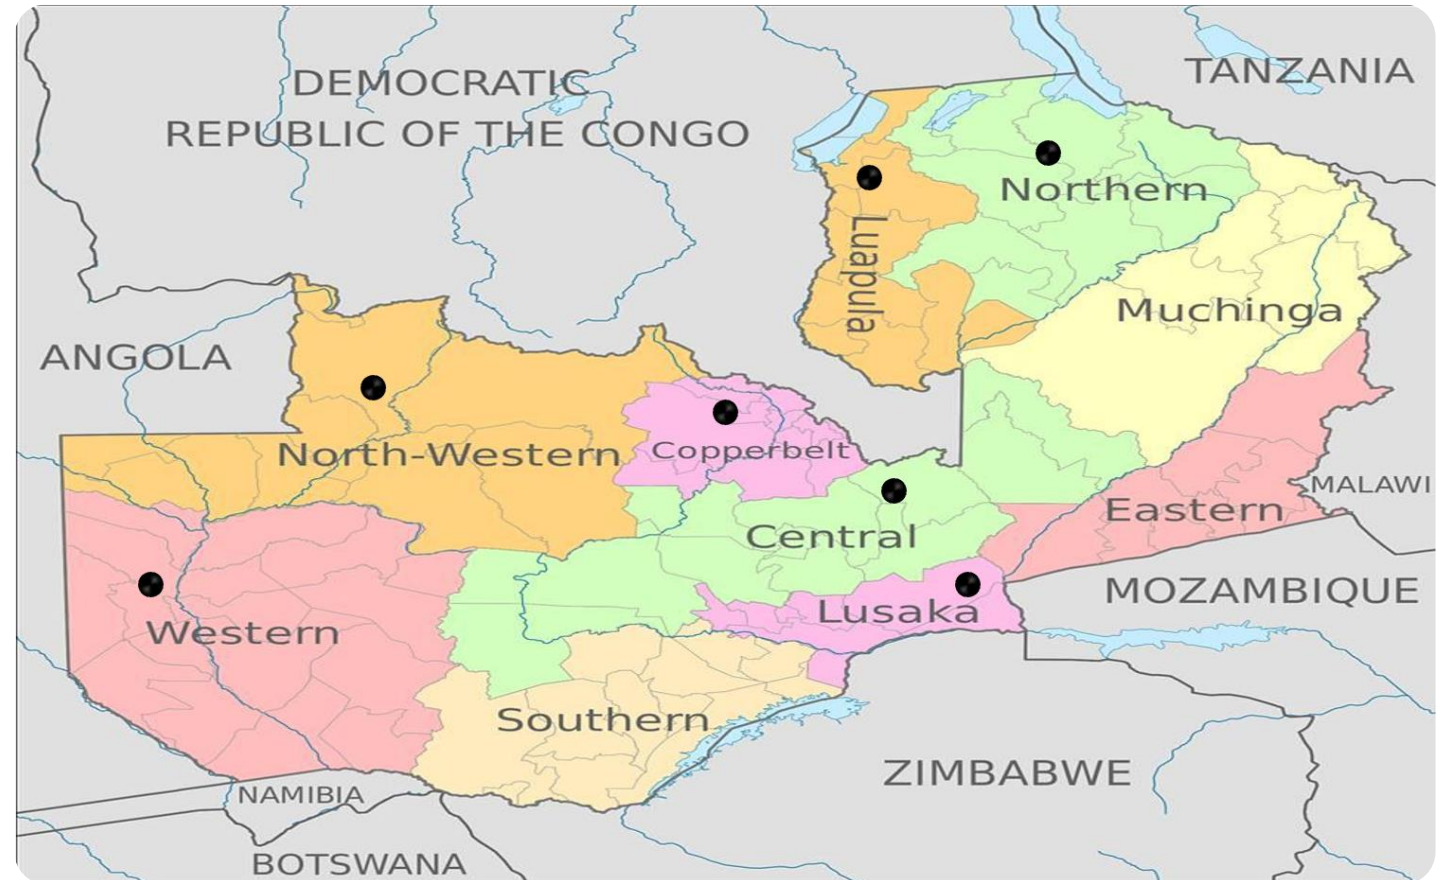 DEMOCRATIC
REPUBLIC OF THE CONGO
TANZANIA
Northern
Luapula
Muchinga
ANGOLA
North-Western
Copperbelt
MALAWI
Eastern
Central
MOZAMBIQUE
Lusaka
Western
Southern
ZIMBABWE
NAMIBIA
BOTSWANA